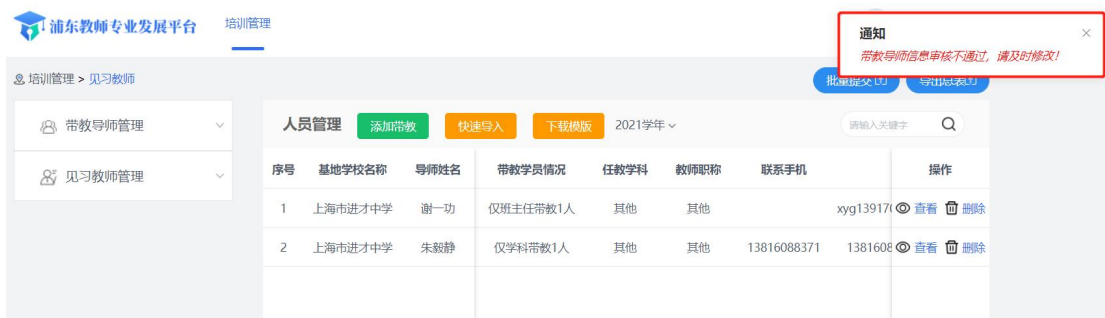 浦东教师专业发展平台 培训管理
通知
带教导师信息审核不通过，请及时修改！
培训管理 > 见习教师
批量提交 导出总表
带教导师管理
见习教师管理
人员管理 添加带教 快速导入 下载模版 2021学年 请输入关键字
序号 基地学校名称 导师姓名 带教学员情况 任教学科 教师职称 联系手机 操作
1 上海市进才中学 谢一功 仅班主任带教1人 其他 其他 xyg13917 查看 删除
2 上海市进才中学 朱毅静 仅学科带教1人 其他 其他 13816088371 1381608 查看 删除